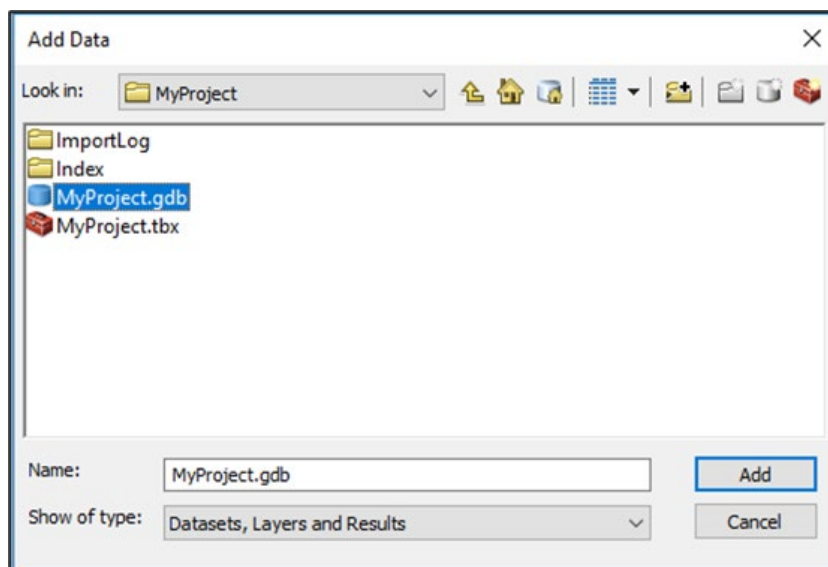 Add Data
Look in: MyProject
ImportLog
Index
MyProject.gdb
MyProject.tbx
Name: MyProject.gdb Add
Show of type: Datasets, Layers and Results Cancel